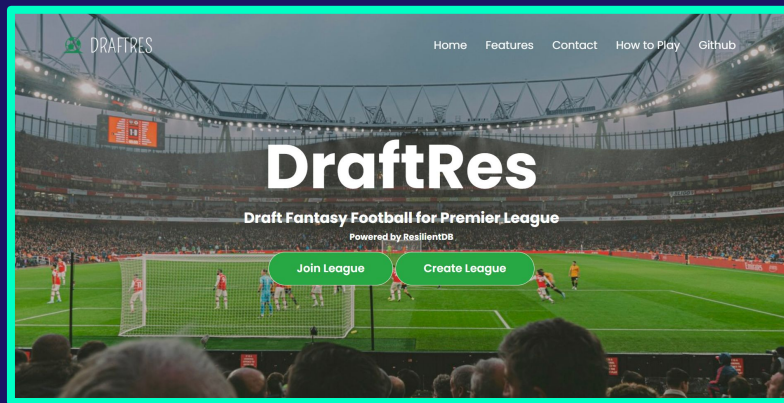 DRAFTRES
Home Features Contact How to Play Github
DraftRes
Draft Fantasy Football for Premier League
Powered by ResilientDB
Join League Create League